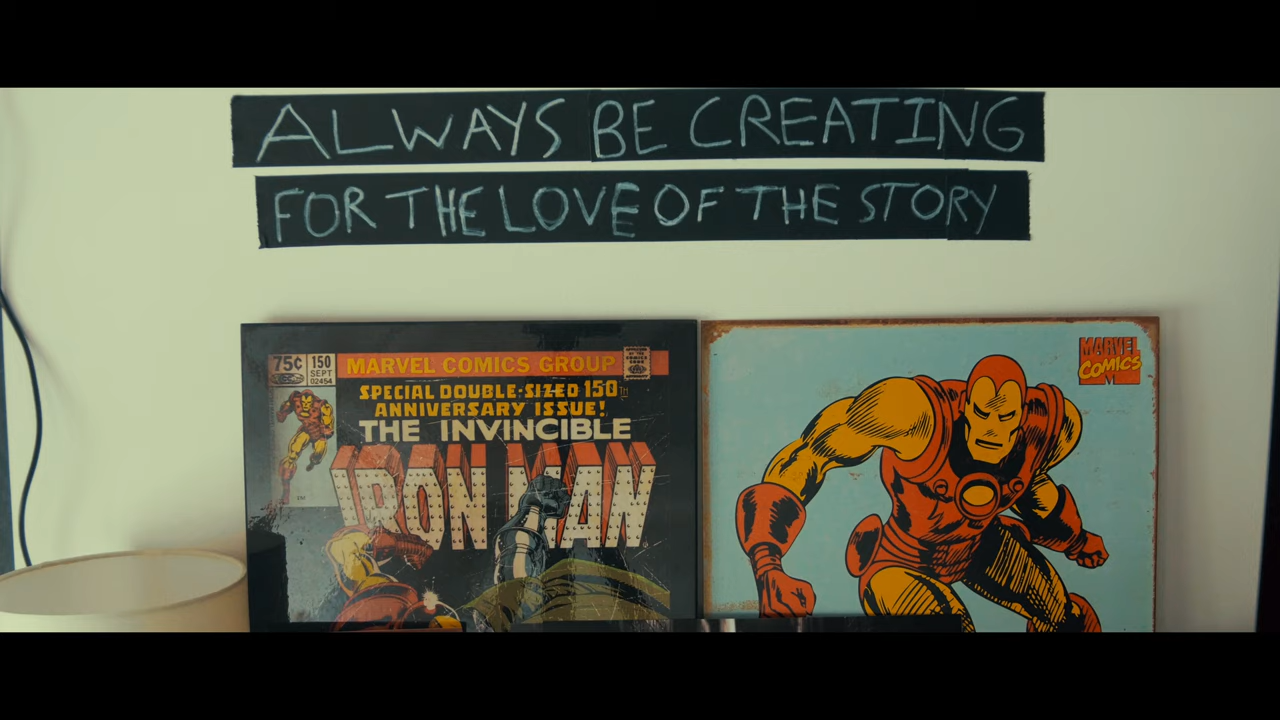 ALWAYS BE CREATING
FOR THE LOVE OF THE STORY
75¢
150
SEPT
02454
MARVEL COMICS GROUP
SPECIAL DOUBLE-SIZED 150TH
ANNIVERSARY ISSUE!
THE INVINCIBLE
IRON MAN
MARVEL
COMICS